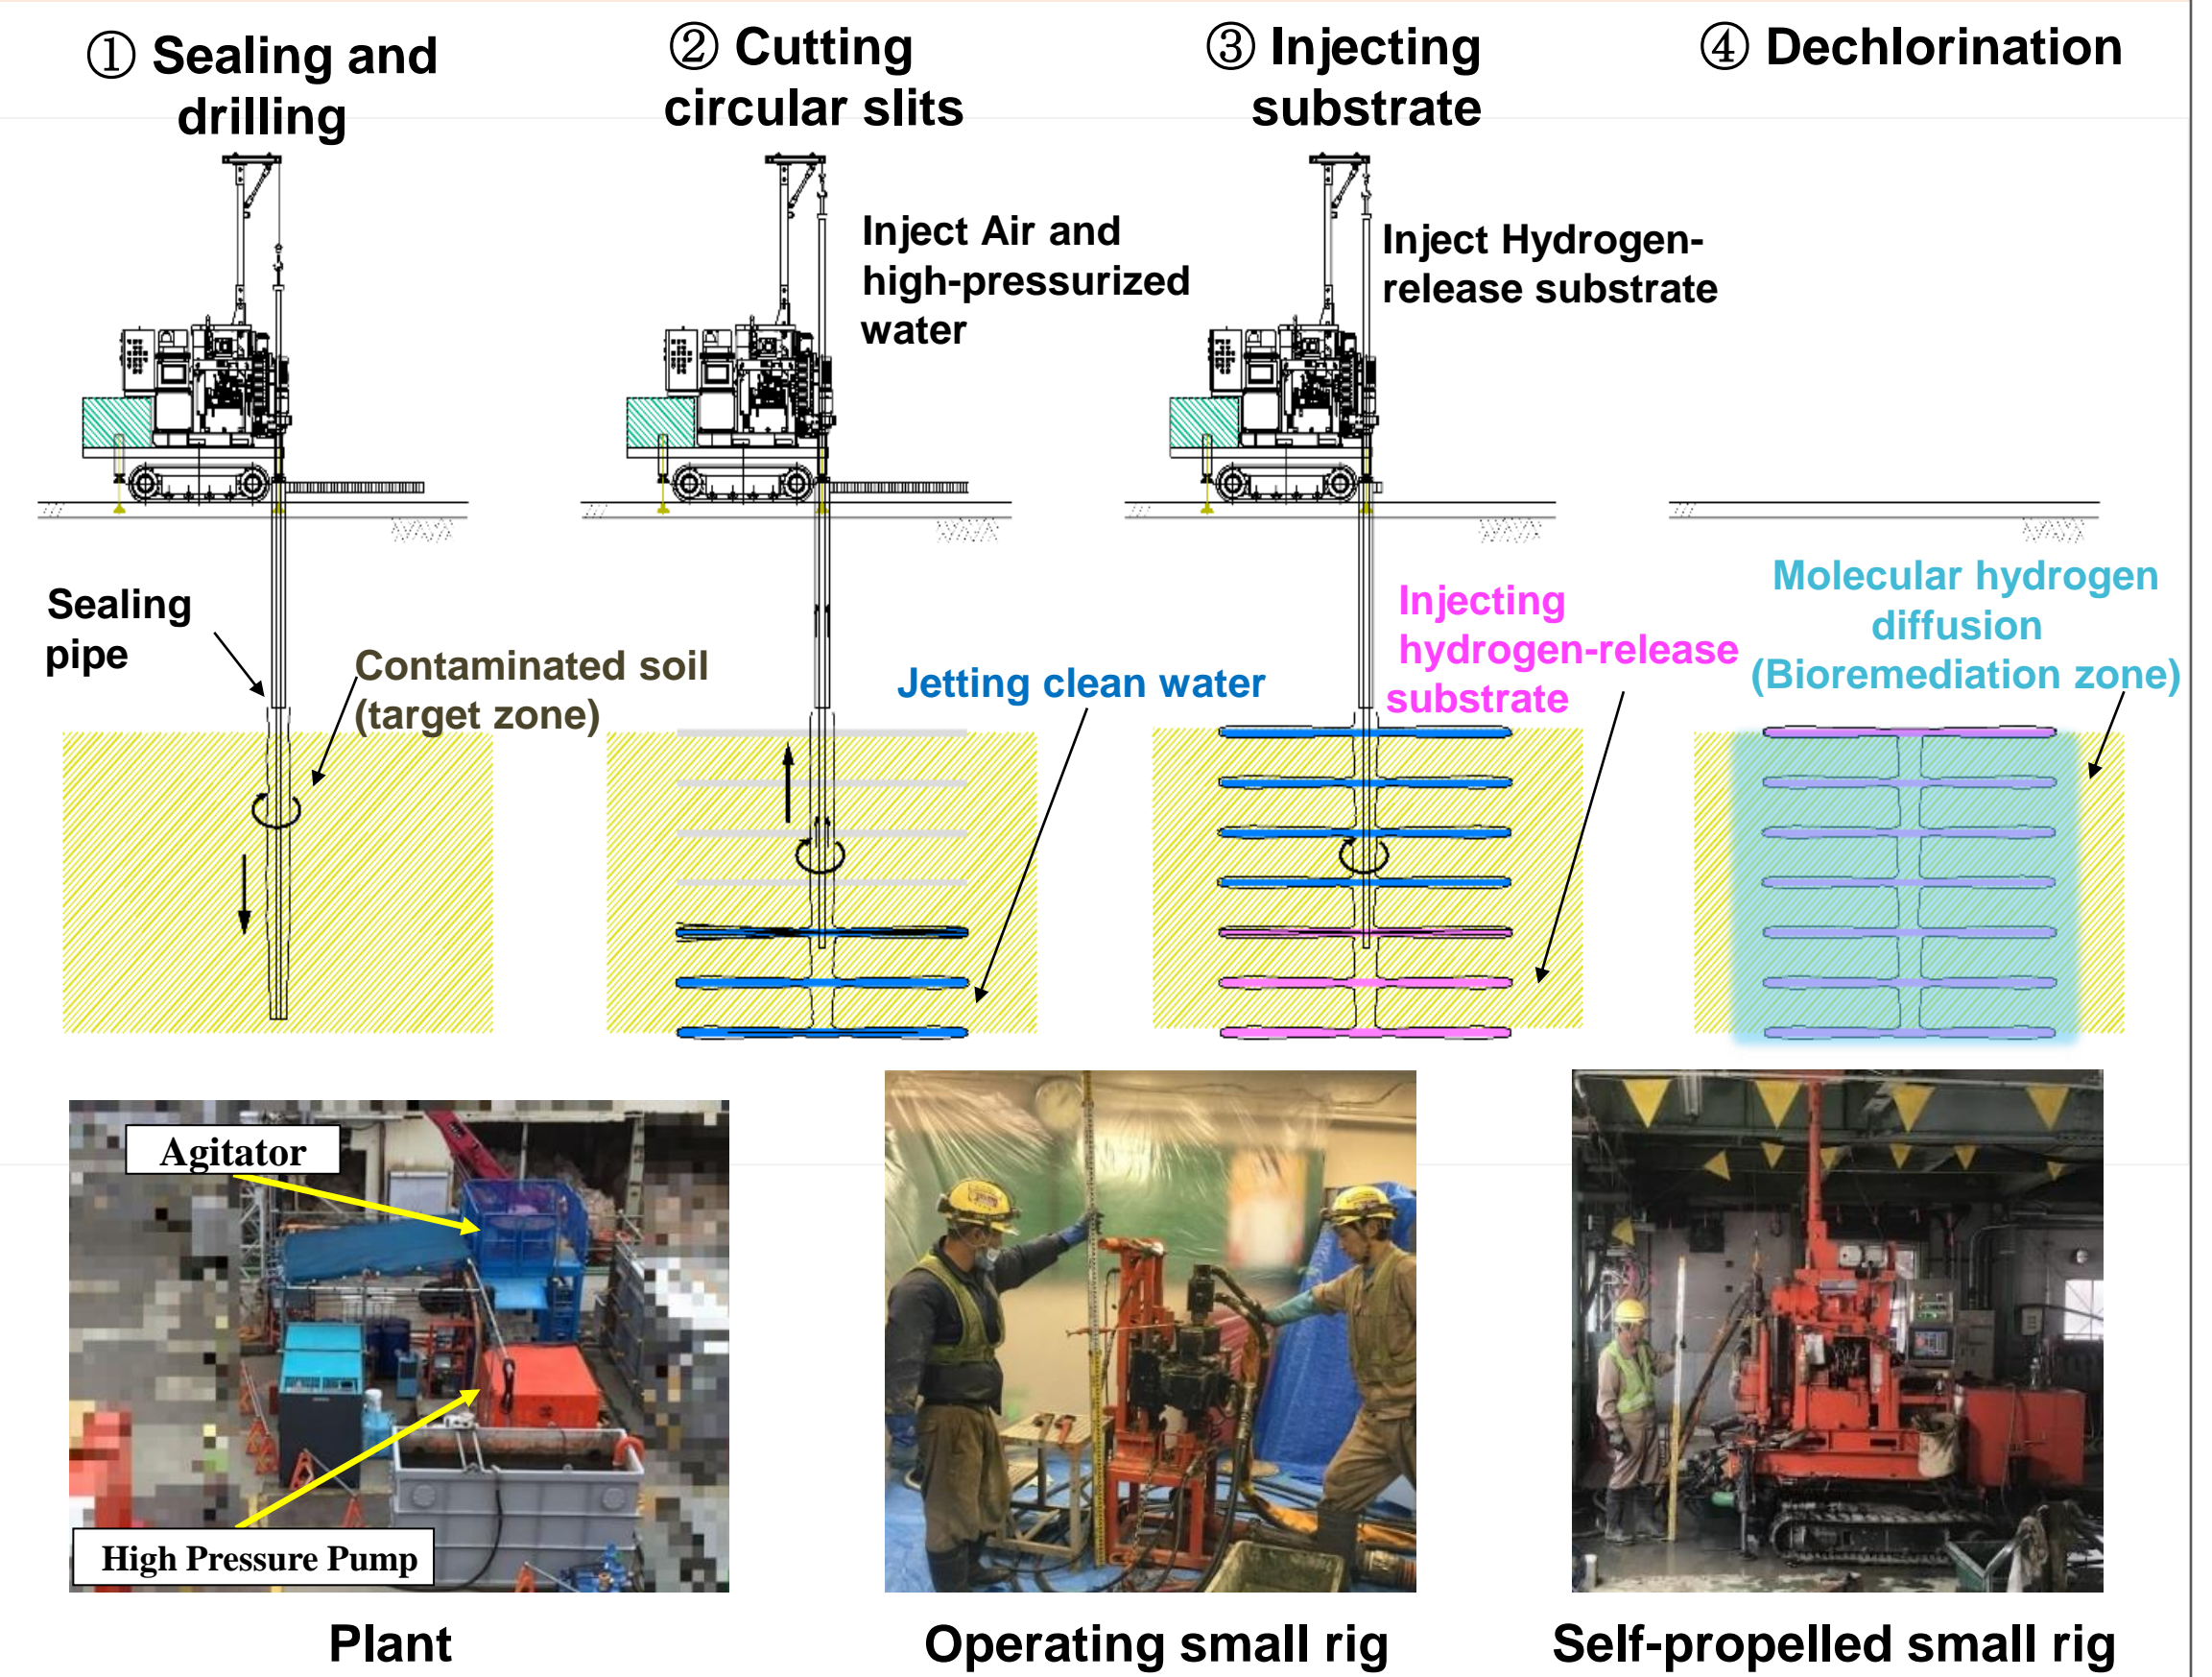 ① Sealing and
drilling
② Cutting
circular slits
③ Injecting
substrate
④ Dechlorination
Inject Air and
high-pressurized
water
Inject Hydrogen-
release substrate
Sealing
pipe
Contaminated soil
(target zone)
Jetting clean water
Injecting
hydrogen-release
substrate
Molecular hydrogen
diffusion
(Bioremediation zone)
Agitator
High Pressure Pump
Plant
Operating small rig
Self-propelled small rig